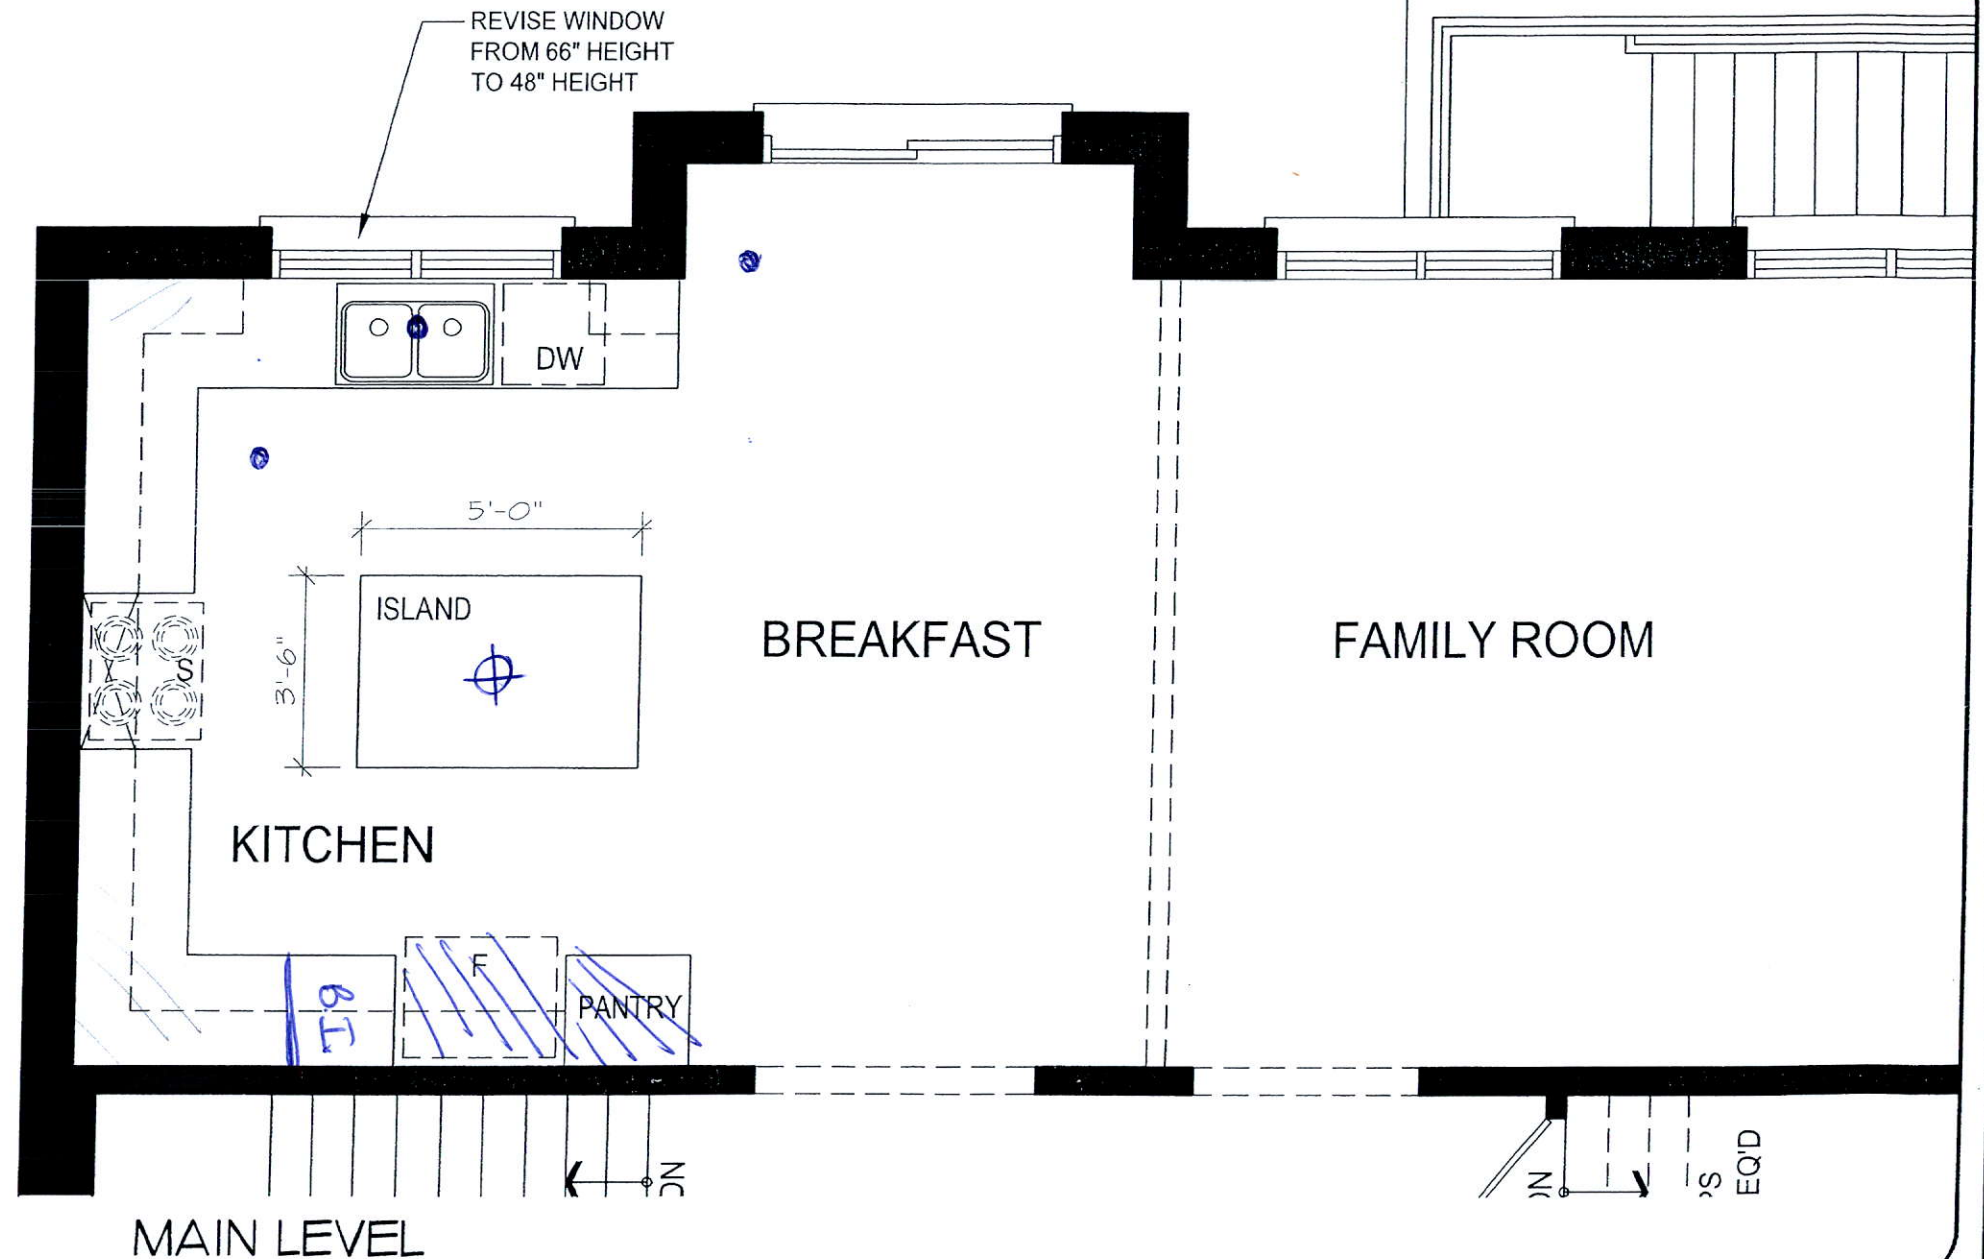 REVISE WINDOW
FROM 66" HEIGHT
TO 48" HEIGHT
DW
5'-0"
ISLAND
3'-6"
S
BREAKFAST
FAMILY ROOM
KITCHEN
F
PANTRY
EQ'D
MAIN LEVEL